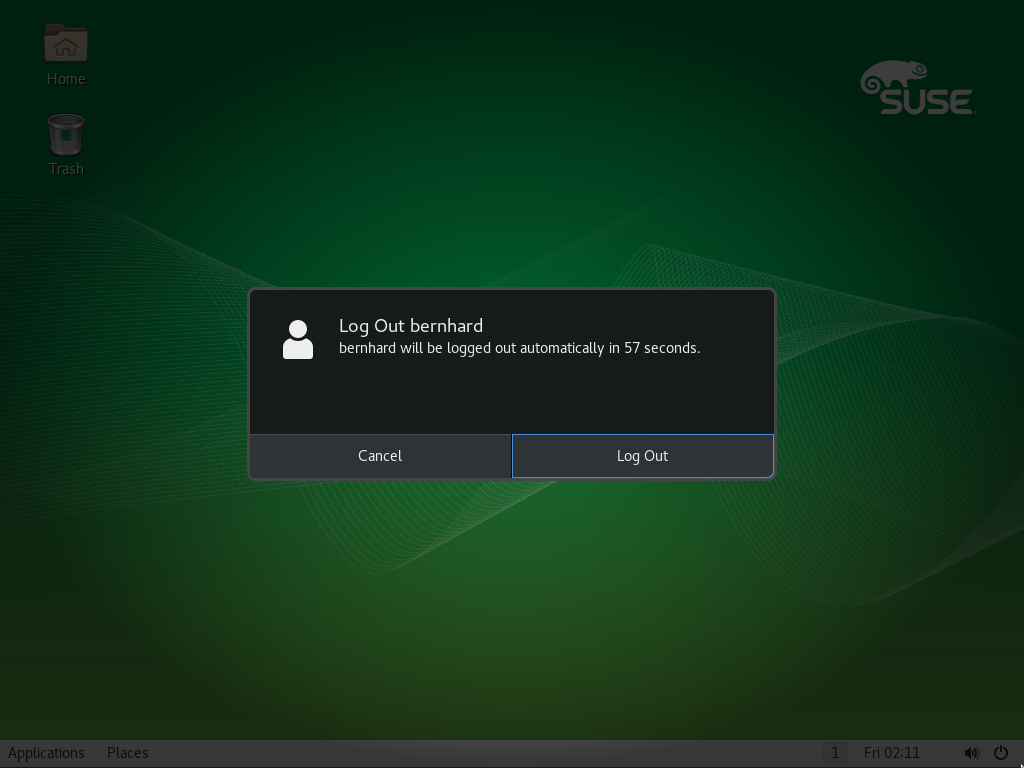 Home
SUSE
Trash
Log Out bernhard
bernhard will be logged out automatically in 57 seconds.
Cancel
Log Out
Applications Places 1 Fri 02:11